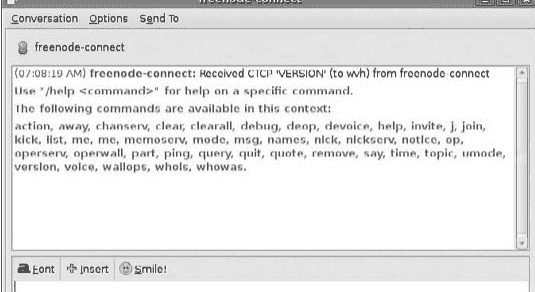 freenode-connect
Conversation Options Send To
freenode-connect
(07:08:19 AM) freenode-connect: Received CTCP 'VERSION' (to wvh) from freenode-connect
Use "/help <command>" for help on a specific command.
The following commands are available in this context:
action, away, chanserv, clear, clearall, debug, deop, devoice, help, invite, j, join,
kick, list, me, me, memoserv, mode, msg, names, nick, nickserv, notice, op,
operserv, operwall, part, ping, query, quit, quote, remove, say, time, topic, umode,
version, voice, wallops, whois, whowas.
Font Insert Smile!